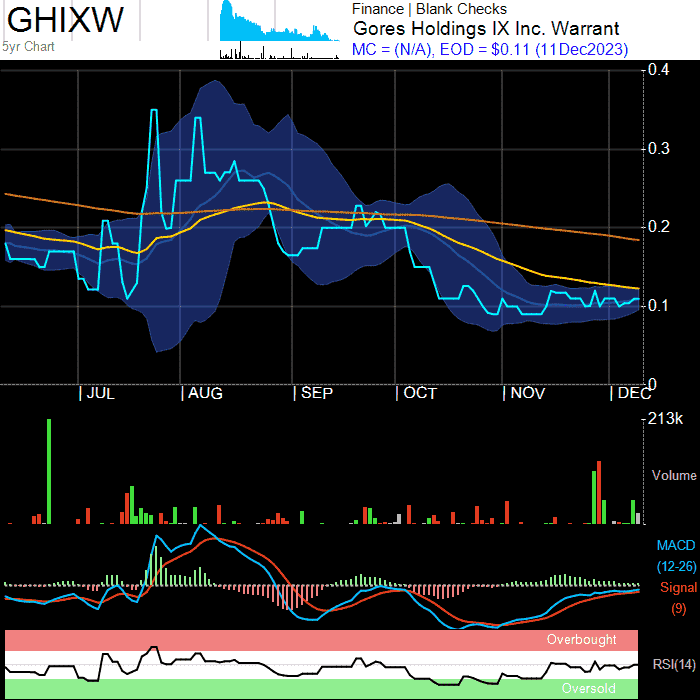 GHIXW
5yr Chart
Finance | Blank Checks
Gores Holdings IX Inc. Warrant
MC = (N/A), EOD = $0.11 (11Dec2023)
0.4
0.3
0.2
0.1
0
| JUL | AUG | SEP | OCT | NOV | DEC
213k
Volume
MACD
(12-26)
Signal
(9)
Overbought
RSI(14)
Oversold